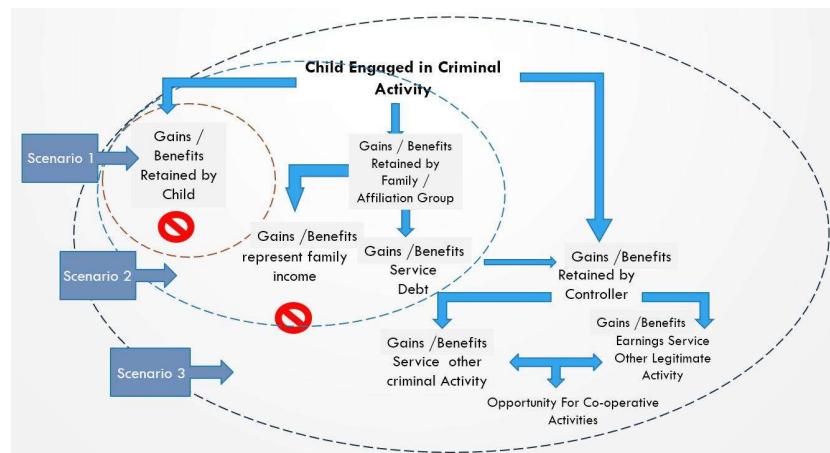 Child Engaged in Criminal
Activity
Scenario 1
Gains /
Benefits
Retained by
Child
Gains / Benefits
Retained by
Family /
Affiliation Group
Scenario 2
Gains /Benefits
represent family
income
Gains /Benefits
Service
Debt
Gains /Benefits
Retained by
Controller
Scenario 3
Gains /Benefits
Service other
criminal Activity
Gains /Benefits
Earnings Service
Other Legitimate
Activity
Opportunity For Co-operative
Activities